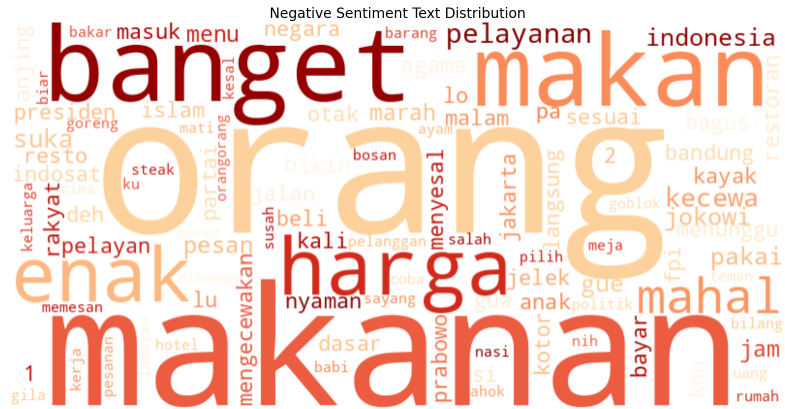 Negative Sentiment Text Distribution
bakar masuk menu negara barang pelayanan indonesia
anjing biar banget kesal agama makan
presiden islam otak marah lo pa sesuai bagus restoran
suka goreng mati orang ayam malam
resto steak bosan 2 bandung
indosat cina ku partai orangorang bikin jalan jakarta langsung kayak
keluarga rakyat deh beli menyesal goblok kecewa
pelayan pesan susah kali pelanggan salah meja jokowi menunggu
enak harga pilih fpi pakai
memesan mengecewakan lu nyaman sayang coba gua jelek gue anak politik mahal teman
minuman makanan dasar prabowo kotor bayar bilang
1 kerja pesanan lumayan hotel babi si nasi nih kau jam
gila ahok uang rumah